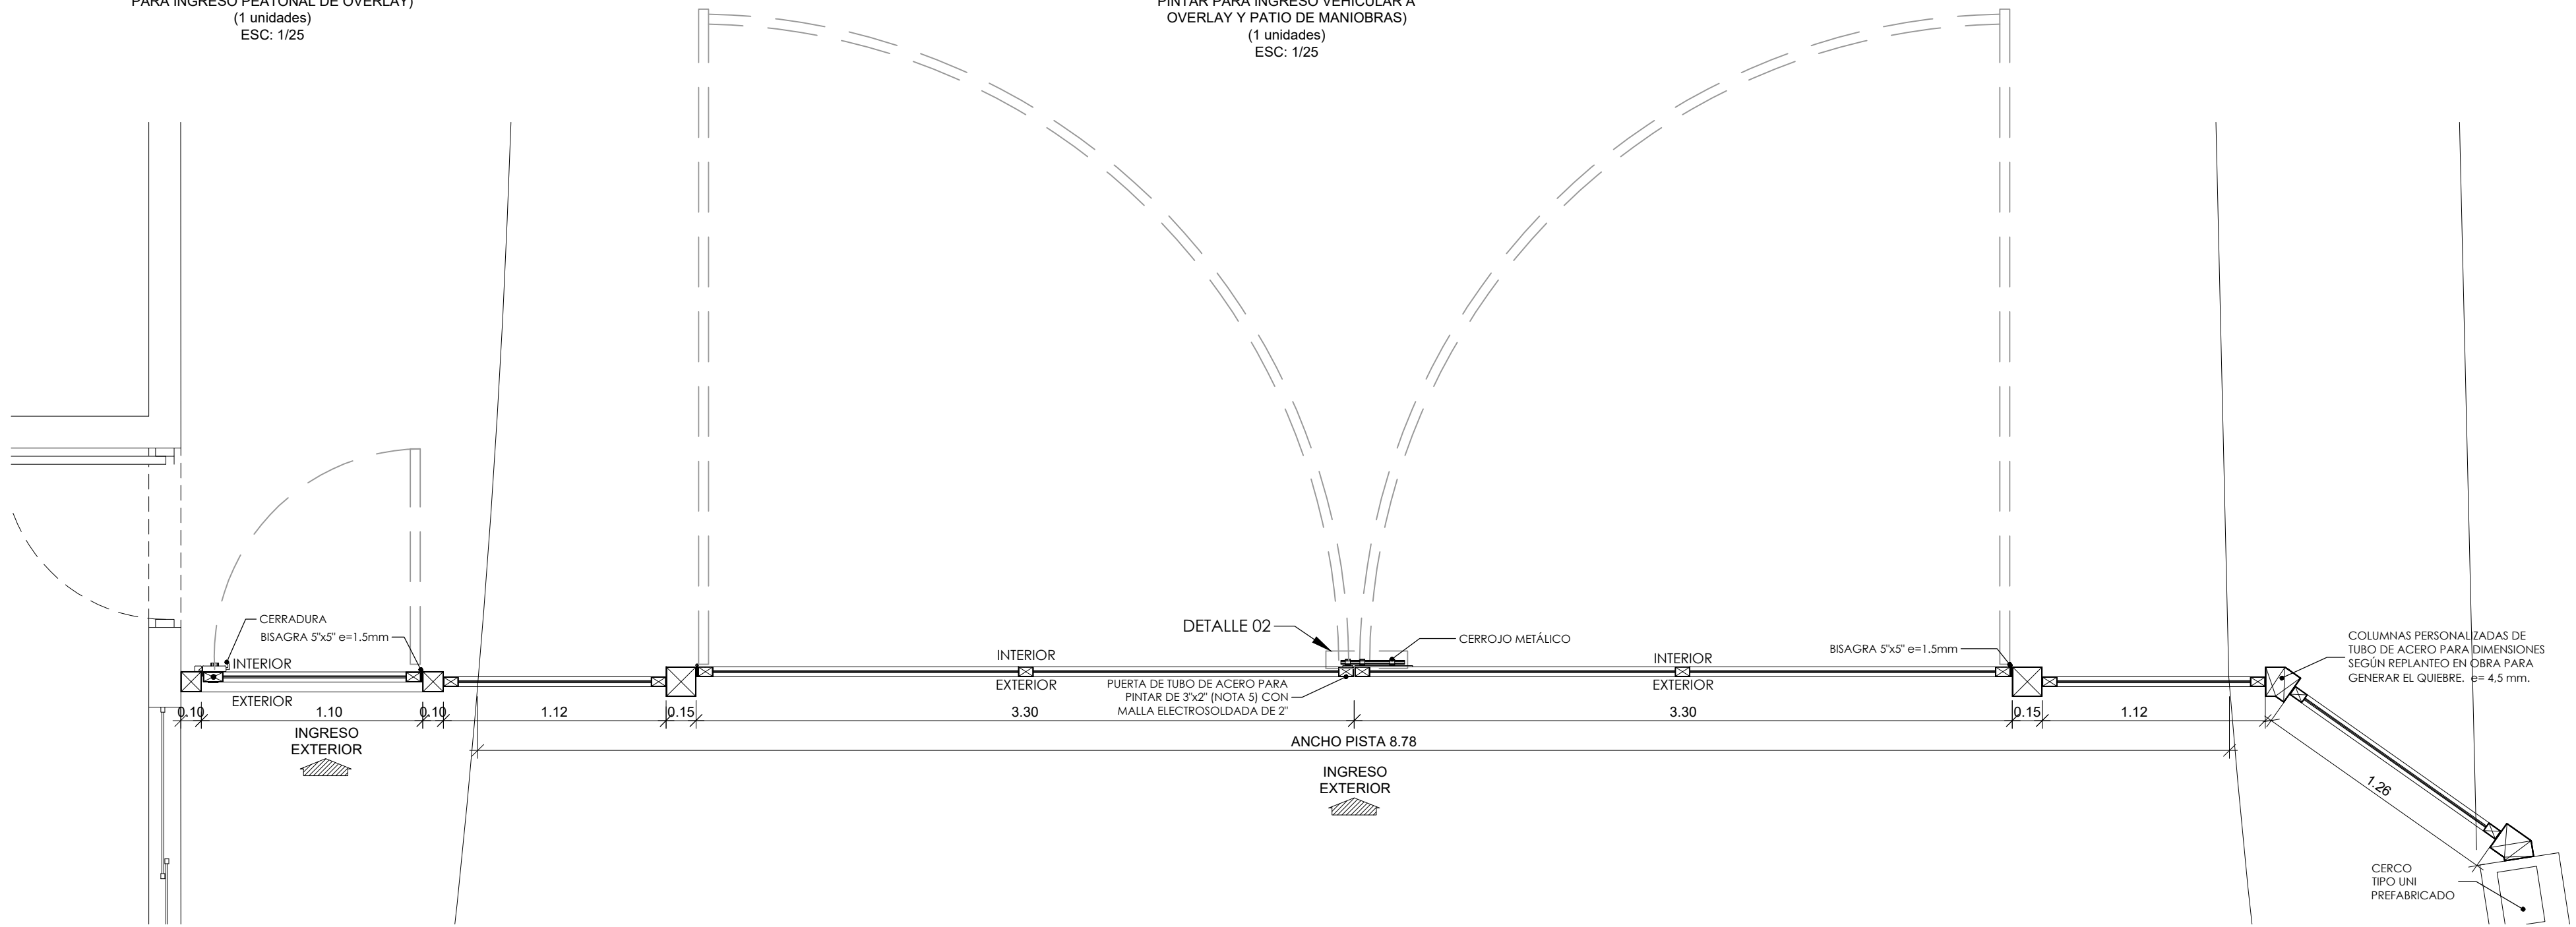 PARA INGRESO PEATONAL DE OVERLAY)
(1 unidades)
ESC: 1/25
PINTAR PARA INGRESO VEHICULAR A
OVERLAY Y PATIO DE MANIOBRAS)
(1 unidades)
ESC: 1/25
CERRADURA
BISAGRA 5"x5" e=1.5mm
INTERIOR
EXTERIOR
DETALLE 02
CERROJO METÁLICO
INTERIOR
EXTERIOR
PUERTA DE TUBO DE ACERO PARA
PINTAR DE 3"x2" (NOTA 5) CON
MALLA ELECTROSOLDADA DE 2"
INTERIOR
EXTERIOR
BISAGRA 5"x5" e=1.5mm
COLUMNAS PERSONALIZADAS DE
TUBO DE ACERO PARA DIMENSIONES
SEGÚN REPLANTEO EN OBRA PARA
GENERAR EL QUIEBRE. e= 4,5 mm.
0.10
1.10
0.10
1.12
0.15
3.30
3.30
0.15
1.12
INGRESO
EXTERIOR
ANCHO PISTA 8.78
INGRESO
EXTERIOR
1.26
CERCO
TIPO UNI
PREFABRICADO